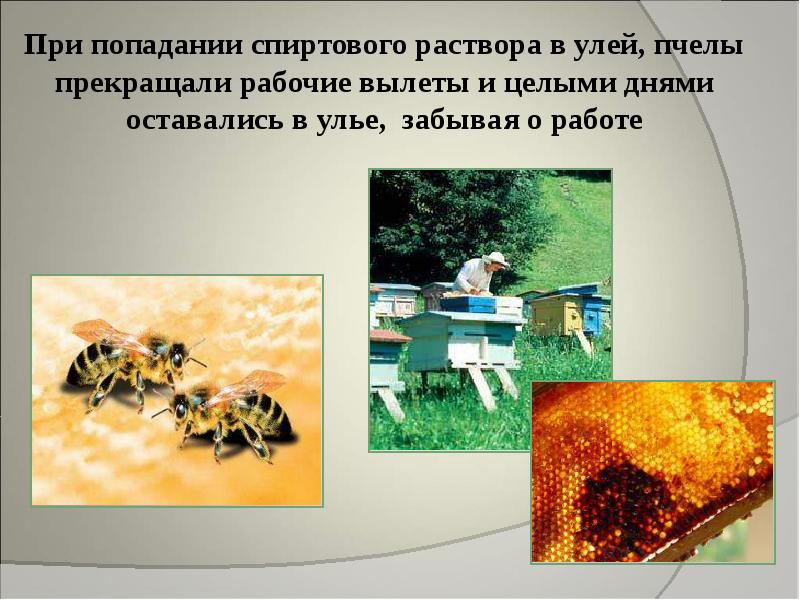 При попадании спиртового раствора в улей, пчелы
прекращали рабочие вылеты и целыми днями
оставались в улье,  забывая о работе